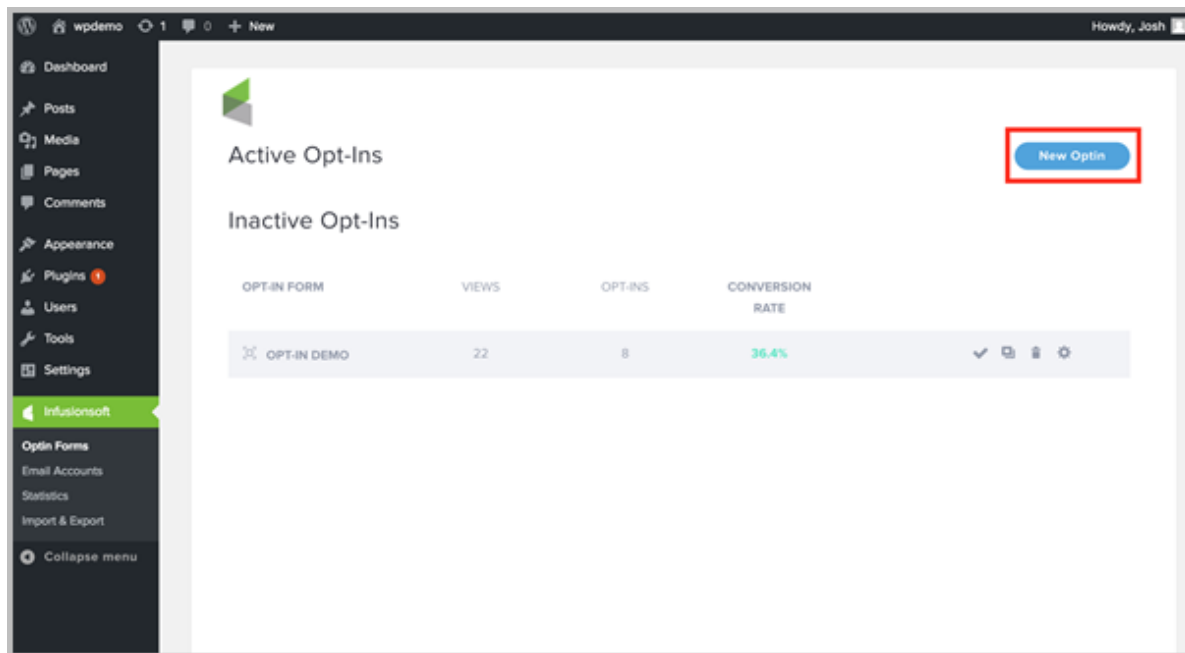 wpdemo 1 0 + New Howdy, Josh
Dashboard
Posts
Media
Pages
Comments
Appearance
Plugins 1
Users
Tools
Settings
Infusionsoft
Optin Forms
Email Accounts
Statistics
Import & Export
Collapse menu
Active Opt-Ins
New Optin
Inactive Opt-Ins
OPT-IN FORM VIEWS OPT-INS CONVERSION
RATE
OPT-IN DEMO 22 8 36.4%